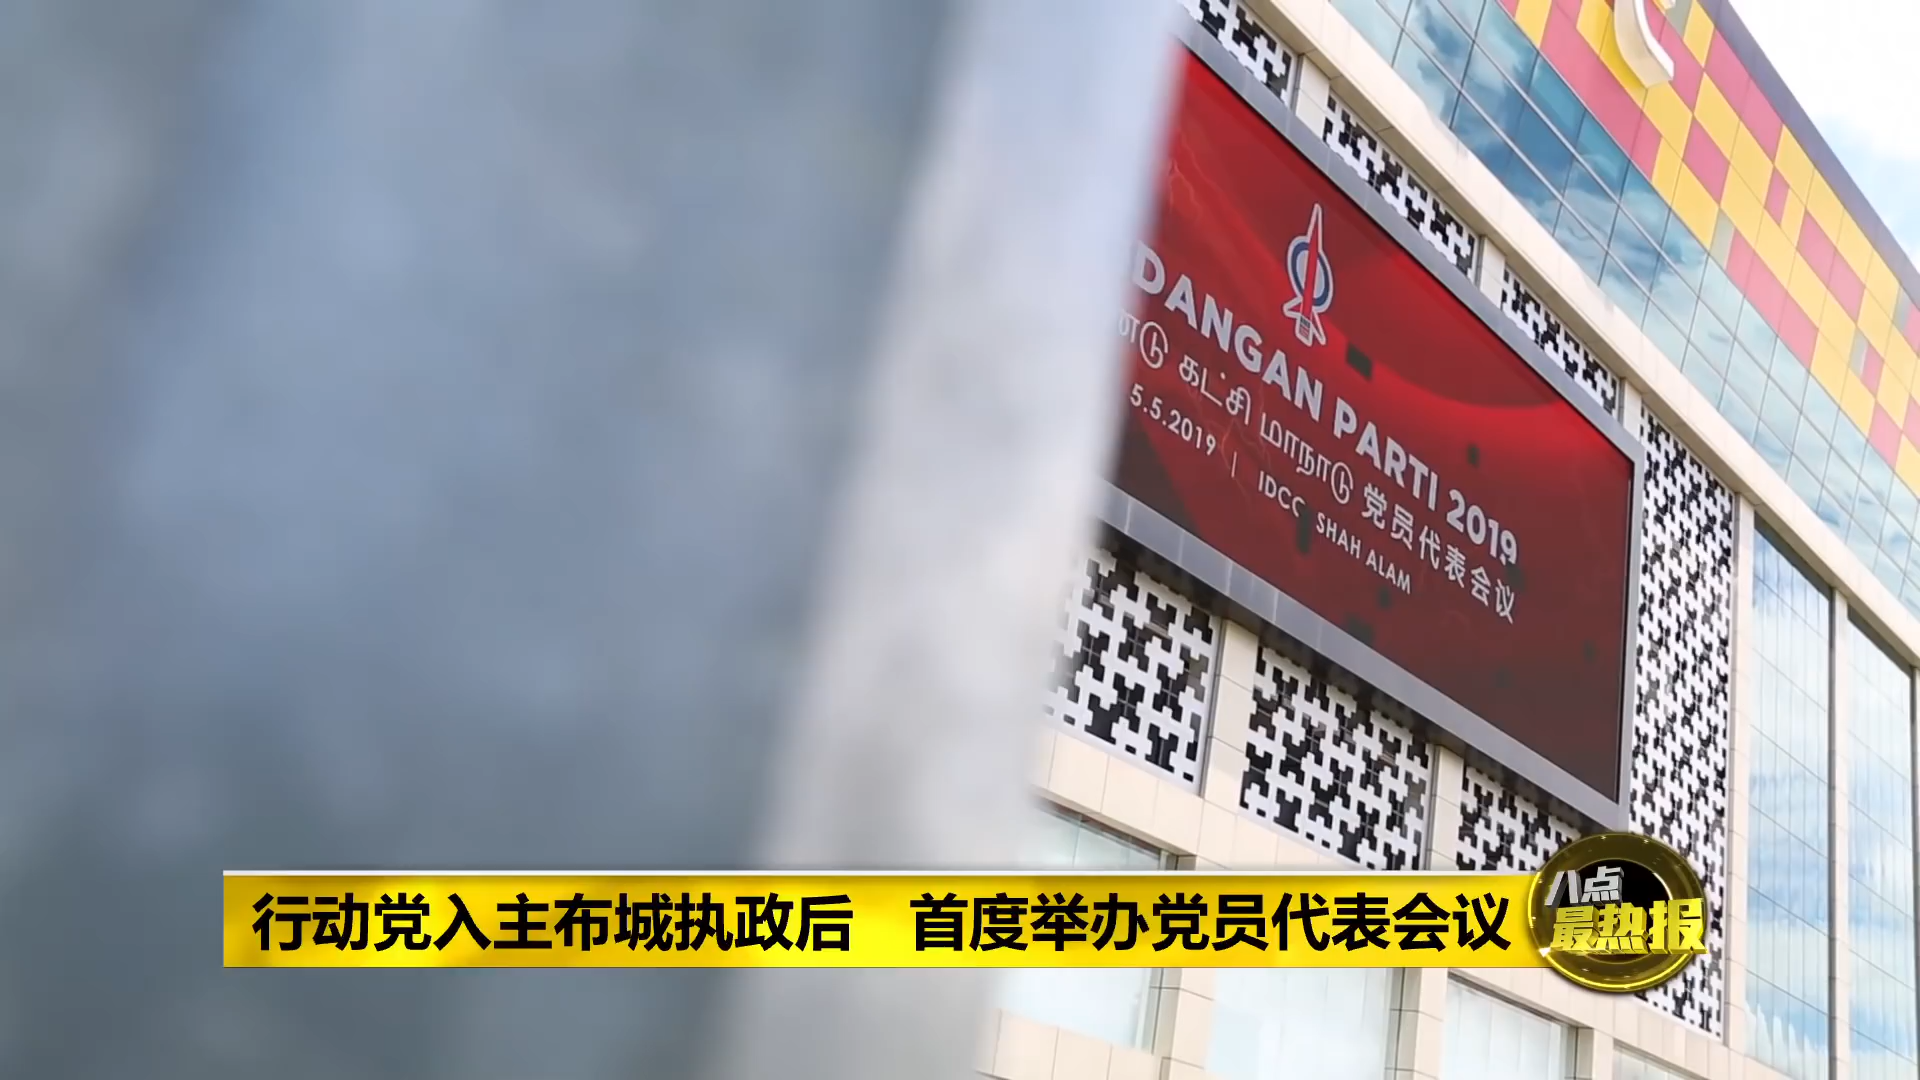 DANGAN PARTI 2019
கட்சி மாநாடு 党员代表会议
5.5.2019 | IDCC SHAH ALAM
行动党入主布城执政后 首度举办党员代表会议
八点
最热报